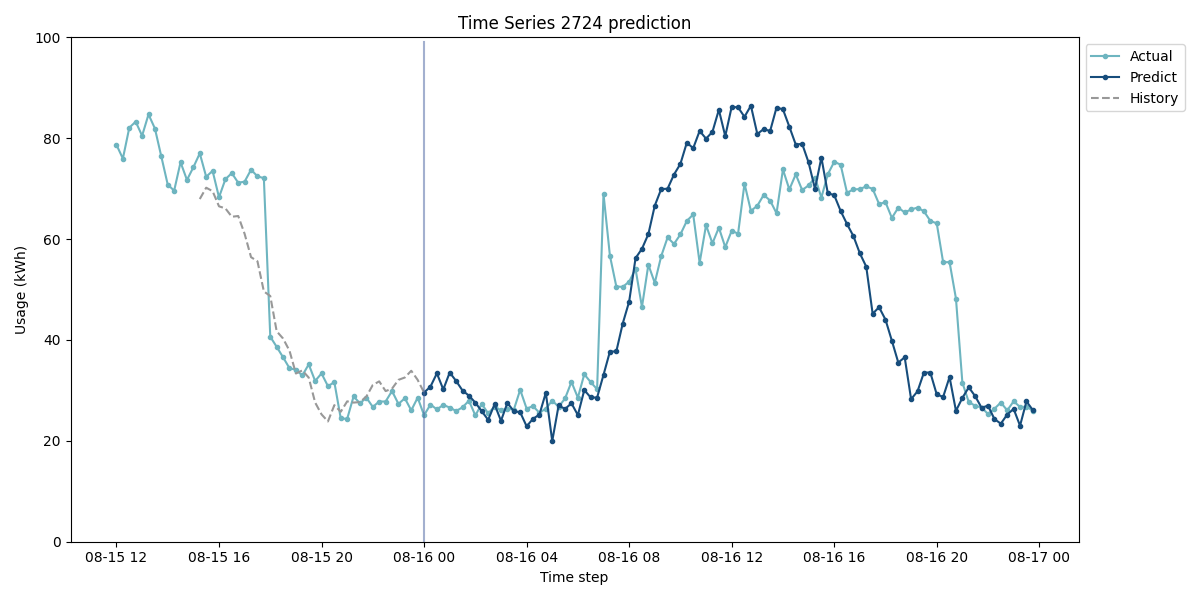 Time Series 2724 prediction
100
80
60
40
20
0
Usage (kWh)
08-15 12
08-15 16
08-15 20
08-16 00
08-16 04
08-16 08
08-16 12
08-16 16
08-16 20
08-17 00
Time step
Actual
Predict
History